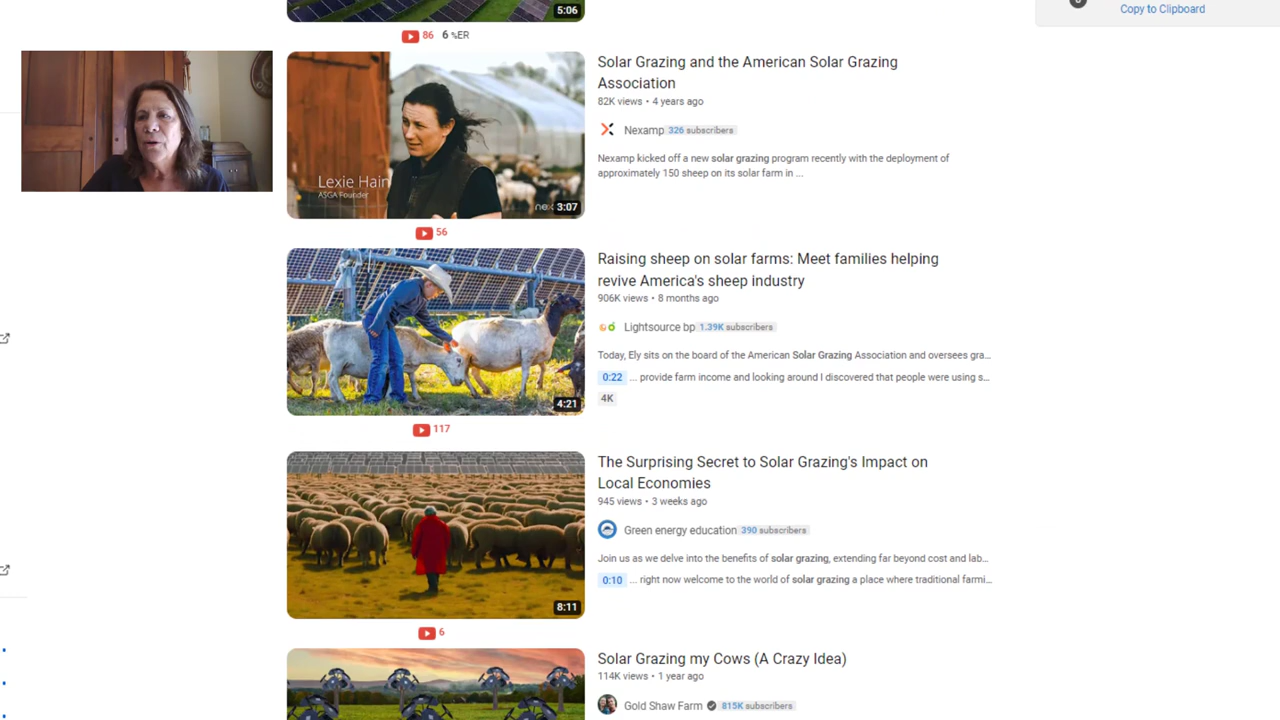 5:06
Copy to Clipboard
86 6 %ER
Solar Grazing and the American Solar Grazing
Association
82K views • 4 years ago
Nexamp 326 subscribers
Nexamp kicked off a new solar grazing program recently with the deployment of
approximately 150 sheep on its solar farm in ...
Lexie Hain
ASGA Founder
3:07
56
Raising sheep on solar farms: Meet families helping
revive America's sheep industry
906K views • 8 months ago
Lightsource bp 1.39K subscribers
Today, Ely sits on the board of the American Solar Grazing Association and oversees gra...
0:22 ... provide farm income and looking around I discovered that people were using s...
4K
4:21
117
The Surprising Secret to Solar Grazing's Impact on
Local Economies
945 views • 3 weeks ago
Green energy education 390 subscribers
Join us as we delve into the benefits of solar grazing, extending far beyond cost and lab...
0:10 ... right now welcome to the world of solar grazing a place where traditional farmi...
8:11
6
Solar Grazing my Cows (A Crazy Idea)
114K views • 1 year ago
Gold Shaw Farm 815K subscribers